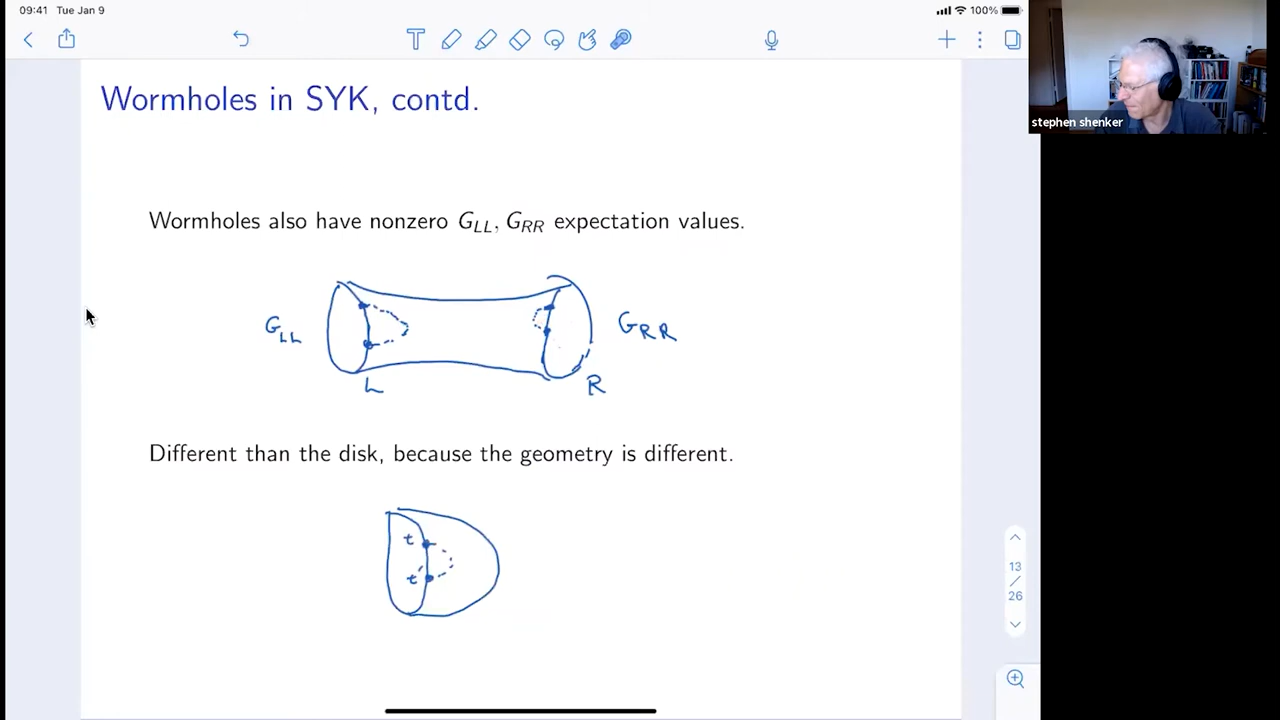 09:41 Tue Jan 9
100%
T
stephen shenker
Wormholes in SYK, contd.
Wormholes also have nonzero G_LL, G_RR expectation values.
G_LL
G_RR
L
R
Different than the disk, because the geometry is different.
t
t'
13
/
26